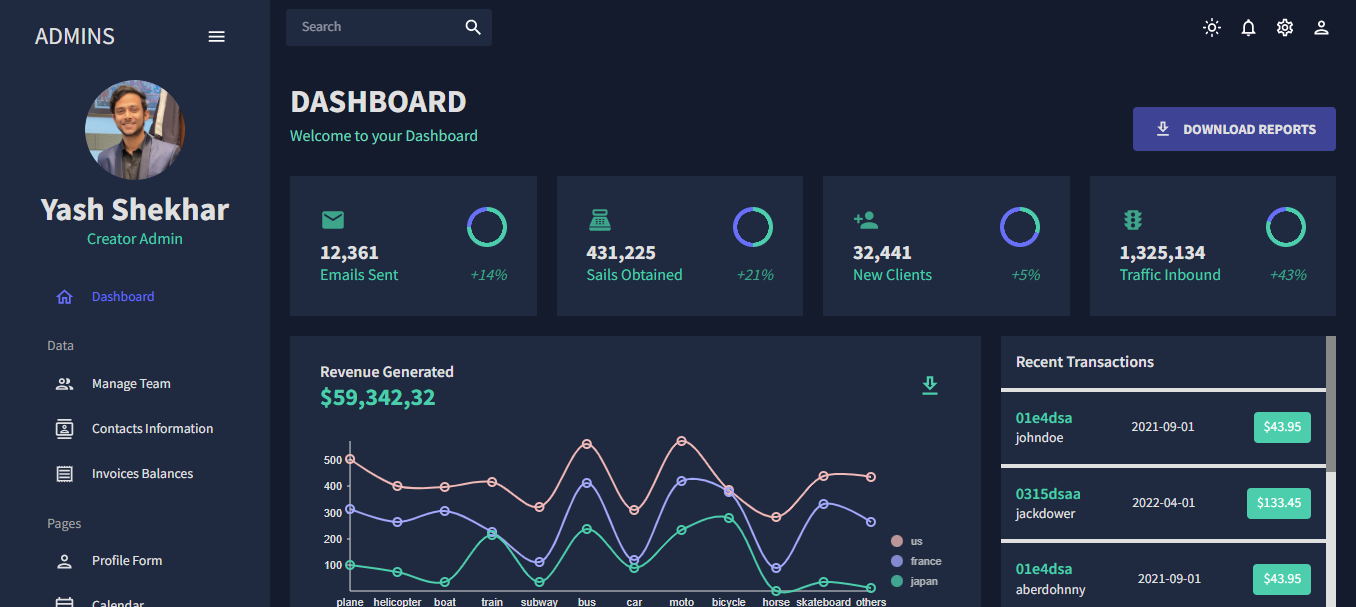 ADMINS
Search
Yash Shekhar
Creator Admin
Dashboard
Data
Manage Team
Contacts Information
Invoices Balances
Pages
Profile Form
Calendar
DASHBOARD
Welcome to your Dashboard
DOWNLOAD REPORTS
12,361
Emails Sent
+14%
431,225
Sails Obtained
+21%
32,441
New Clients
+5%
1,325,134
Traffic Inbound
+43%
Revenue Generated
$59,342,32
500
400
300
200
100
plane helicopter boat train subway bus car moto bicycle horse skateboard others
us
france
japan
Recent Transactions
01e4dsa
johndoe
2021-09-01
$43.95
0315dsaa
jackdower
2022-04-01
$133.45
01e4dsa
aberdohnny
2021-09-01
$43.95